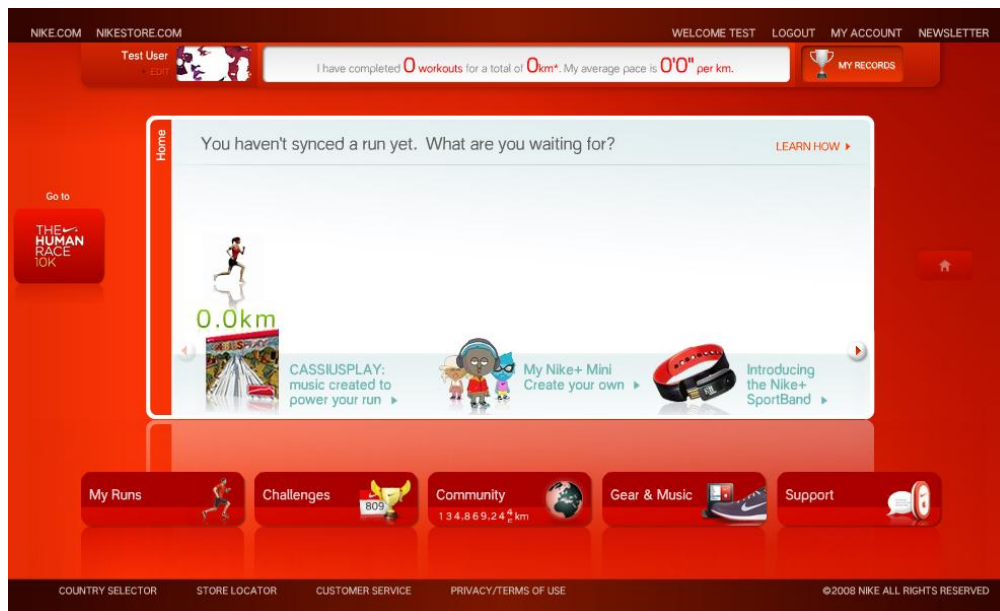 NIKE.COM NIKESTORE.COM WELCOME TEST LOGOUT MY ACCOUNT NEWSLETTER
Test User
EDIT
I have completed 0 workouts for a total of 0km*. My average pace is 0'0" per km.
MY RECORDS
Home
You haven't synced a run yet. What are you waiting for?
LEARN HOW
Go to
THE
HUMAN
RACE
10K
0.0km
CASSIUSPLAY:
music created to
power your run
My Nike+ Mini
Create your own
Introducing
the Nike+
SportBand
My Runs
Challenges
809
Community
134,869,24 km
Gear & Music
Support
COUNTRY SELECTOR STORE LOCATOR CUSTOMER SERVICE PRIVACY/TERMS OF USE ©2008 NIKE ALL RIGHTS RESERVED